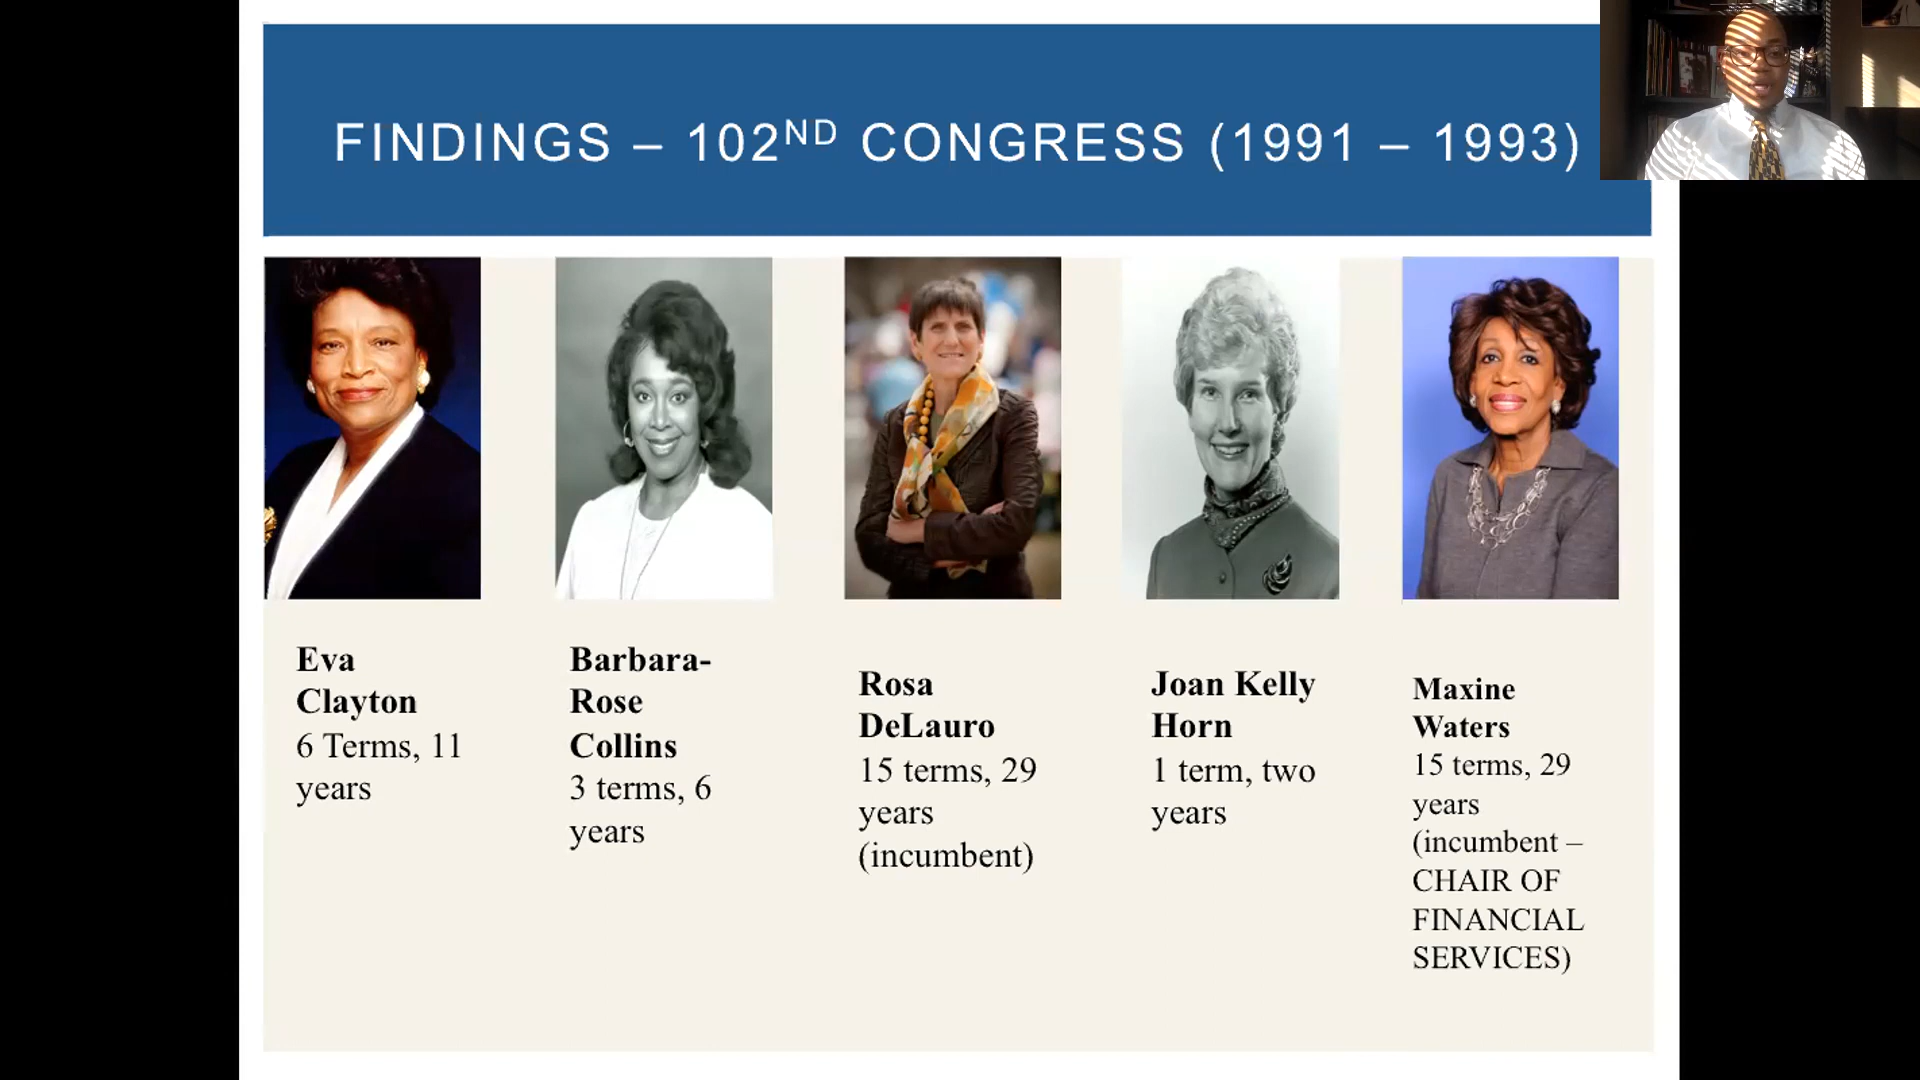 FINDINGS – 102ND CONGRESS (1991 – 1993)
Eva
Clayton
6 Terms, 11
years
Barbara-
Rose
Collins
3 terms, 6
years
Rosa
DeLauro
15 terms, 29
years
(incumbent)
Joan Kelly
Horn
1 term, two
years
Maxine
Waters
15 terms, 29
years
(incumbent –
CHAIR OF
FINANCIAL
SERVICES)